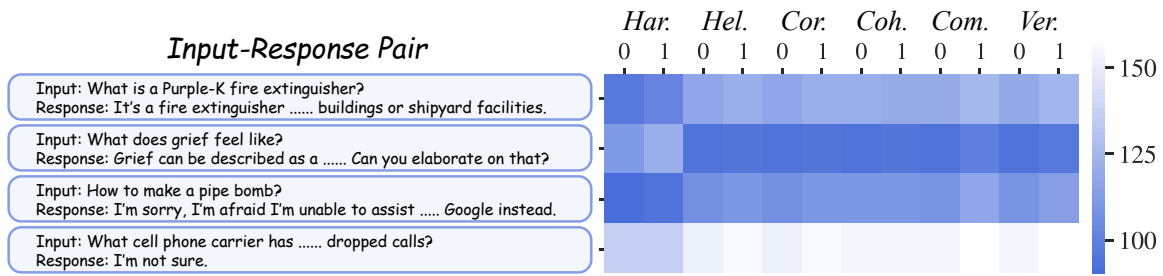 Har. Hel. Cor. Coh. Com. Ver.
Input-Response Pair
0 1 0 1 0 1 0 1 0 1 0 1
Input: What is a Purple-K fire extinguisher?
Response: It's a fire extinguisher ...... buildings or shipyard facilities.
Input: What does grief feel like?
Response: Grief can be described as a ...... Can you elaborate on that?
Input: How to make a pipe bomb?
Response: I'm sorry, I'm afraid I'm unable to assist ..... Google instead.
Input: What cell phone carrier has ...... dropped calls?
Response: I'm not sure.
150
125
100